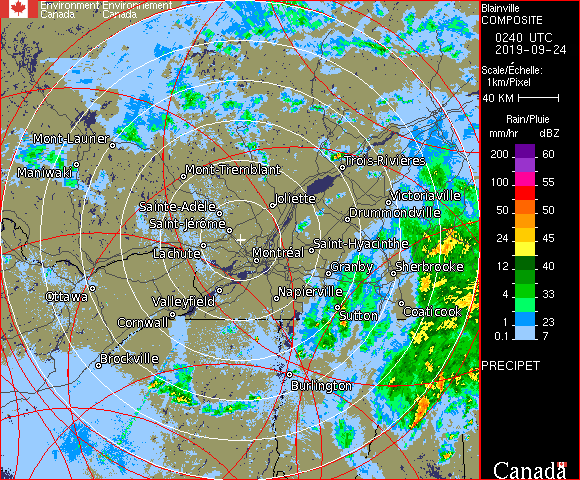 Environment Environnement
Canada Canada
Blainville
COMPOSITE
0240 UTC
2019-09-24
Scale/Échelle:
1km/Pixel
40 KM
Rain/Pluie
mm/hr dBZ
200 60
150 57
100 55
50 50
24 45
12 40
4 33
1 23
0.1 7
PRECIPET
Canada
Mont-Laurier
Maniwaki
Mont-Tremblant
Trois-Rivières
Sainte-Adèle
Joliette
Victoriaville
Saint-Jérôme
Drummondville
Lachute
Montréal
Saint-Hyacinthe
Granby
Sherbrooke
Ottawa
Valleyfield
Napierville
Cornwall
Sutton
Coaticook
Brockville
Burlington